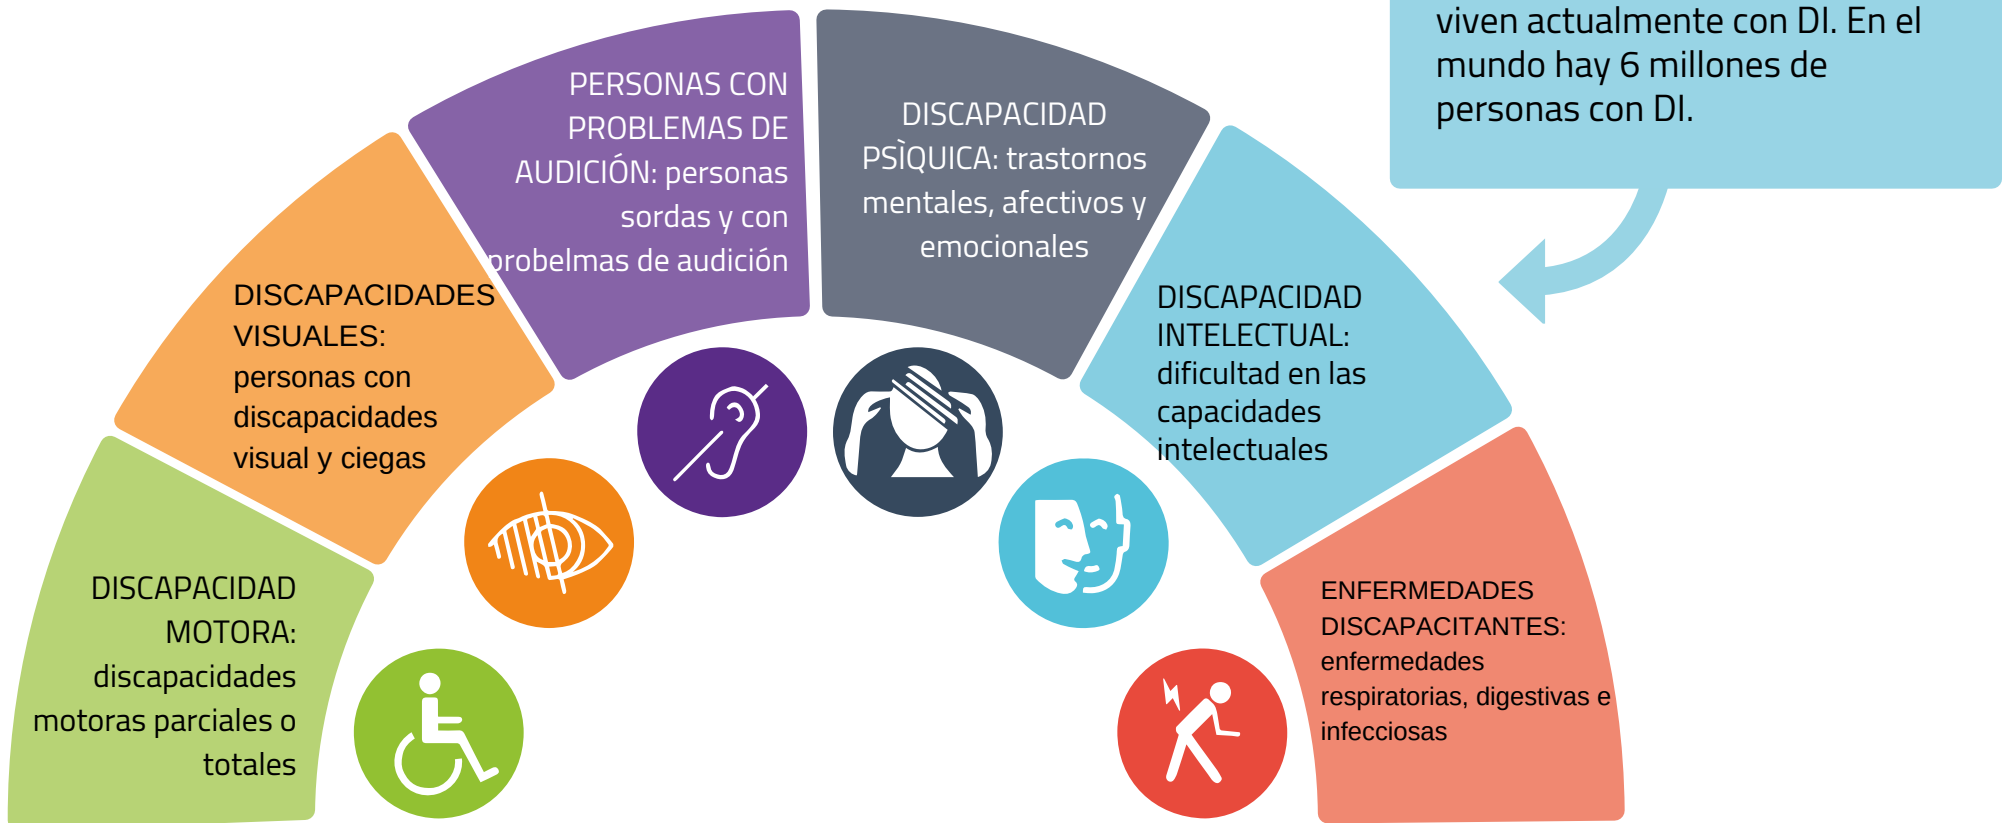 viven actualmente con DI. En el
mundo hay 6 millones de
personas con DI.
PERSONAS CON
PROBLEMAS DE
AUDICIÓN: personas
sordas y con
probelmas de audición
DISCAPACIDAD
PSÌQUICA: trastornos
mentales, afectivos y
emocionales
DISCAPACIDADES
VISUALES:
personas con
discapacidades
visual y ciegas
DISCAPACIDAD
INTELECTUAL:
dificultad en las
capacidades
intelectuales
DISCAPACIDAD
MOTORA:
discapacidades
motoras parciales o
totales
ENFERMEDADES
DISCAPACITANTES:
enfermedades
respiratorias, digestivas e
infecciosas